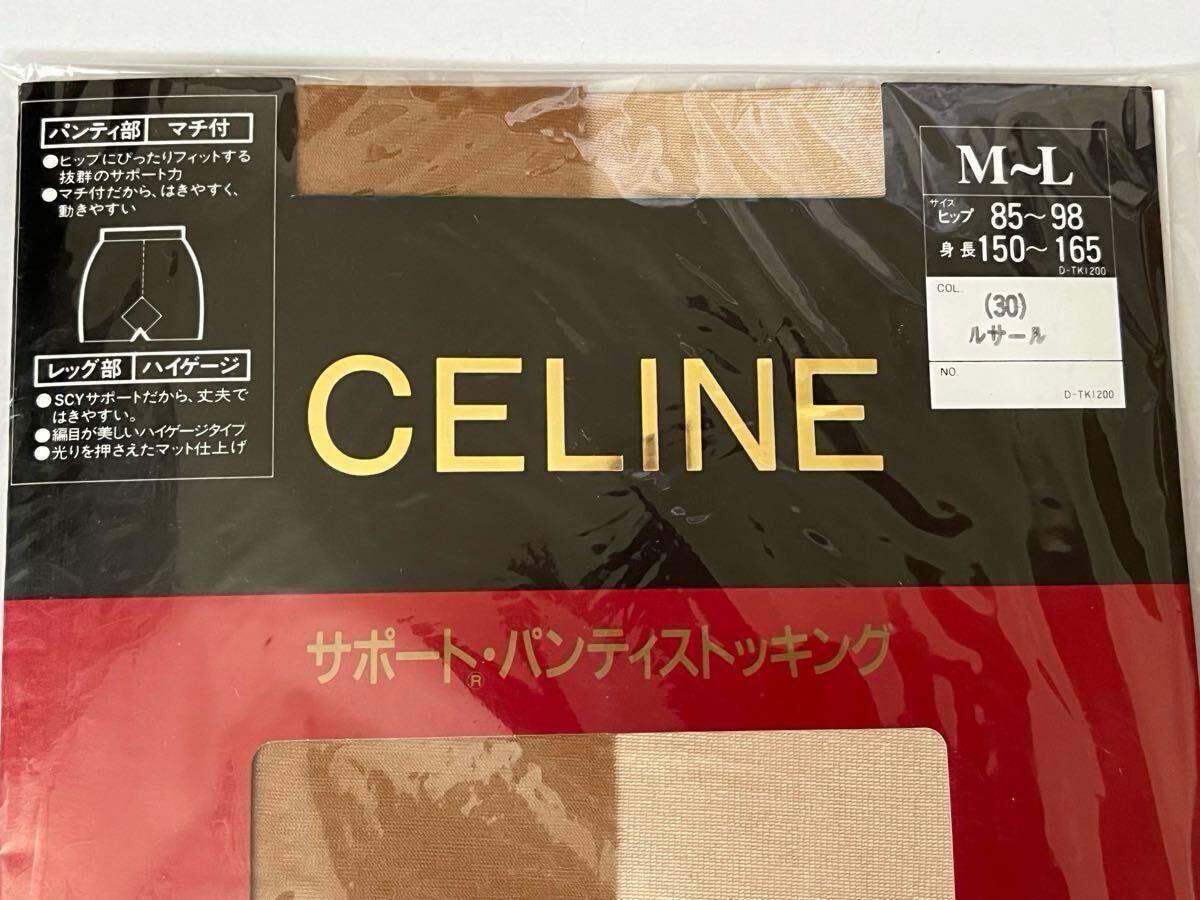 パンティ部 マチ付
●ヒップにぴったりフィットする
抜群のサポート力
●マチ付だから、はきやすく、
動きやすい
レッグ部 ハイゲージ
●SCYサポートだから、丈夫で
はきやすい。
●編目が美しいハイゲージタイプ
●光りを押さえたマット仕上げ
M~L
サイズ
ヒップ 85~98
身長 150~165
D-TK1200
COL.
(30)
ルサール
NO.
D-TK1200
CELINE
サポート・パンティストッキング
®